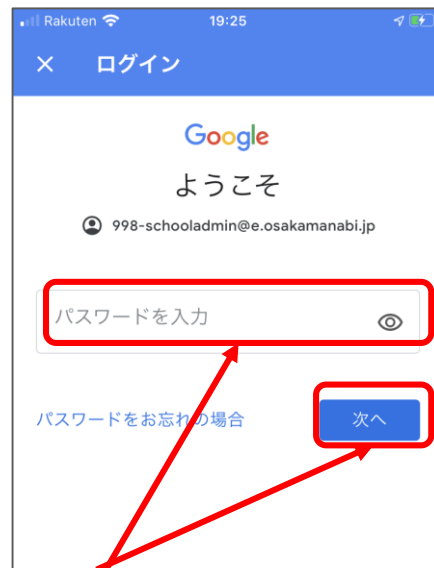 Rakuten 19:25
ログイン
Google
ようこそ
998-schooladmin@e.osakamanabi.jp
パスワードを入力
パスワードをお忘れの場合 次へ